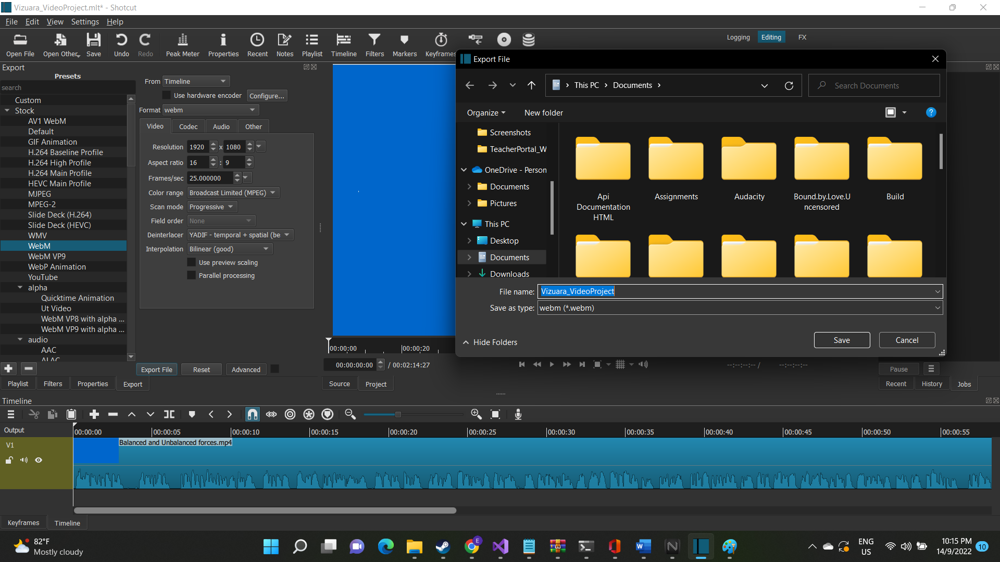 Vizuara_VideoProject.mlt* - Shotcut
File Edit View Settings Help
Open File Open Other... Save Undo Redo Peak Meter Properties Recent Notes Playlist Timeline Filters Markers Keyframes
Logging Editing FX
Export
Presets
search
Custom
Stock
AV1 WebM
Default
GIF Animation
H.264 Baseline Profile
H.264 High Profile
H.264 Main Profile
HEVC Main Profile
MJPEG
MPEG-2
Slide Deck (H.264)
Slide Deck (HEVC)
WMV
WebM
WebM VP9
WebP Animation
YouTube
alpha
Quicktime Animation
Ut Video
WebM VP8 with alpha ...
WebM VP9 with alpha ...
audio
AAC
ALAC
From Timeline
Use hardware encoder Configure...
Format webm
Video Codec Audio Other
Resolution 1920 x 1080
Aspect ratio 16 : 9
Frames/sec 25.000000
Color range Broadcast Limited (MPEG)
Scan mode Progressive
Field order None
Deinterlacer YADIF - temporal + spatial (be
Interpolation Bilinear (good)
Use preview scaling
Parallel processing
Export File Reset Advanced
Playlist Filters Properties Export
00:00:00 00:00:20
00:00:00:00 / 00:02:14:27
--:--:--:-- / --:--:--:--
Source Project
Export File
This PC Documents
Search Documents
Organize New folder
Screenshots
TeacherPortal_W
OneDrive - Person
Documents
Pictures
This PC
Desktop
Documents
Downloads
Api Documentation HTML
Assignments
Audacity
Bound.by.Love.Uncensored
Build
File name: Vizuara_VideoProject
Save as type: webm (*.webm)
Hide Folders
Save Cancel
Pause
Recent History Jobs
Timeline
Output
00:00:00 00:00:05 00:00:10 00:00:15 00:00:20 00:00:25 00:00:30 00:00:35 00:00:40 00:00:45 00:00:50 00:00:55
V1
Balanced and Unbalanced forces.mp4
Keyframes Timeline
82°F
Mostly cloudy
E
ENG
US
10:15 PM
14/9/2022
10